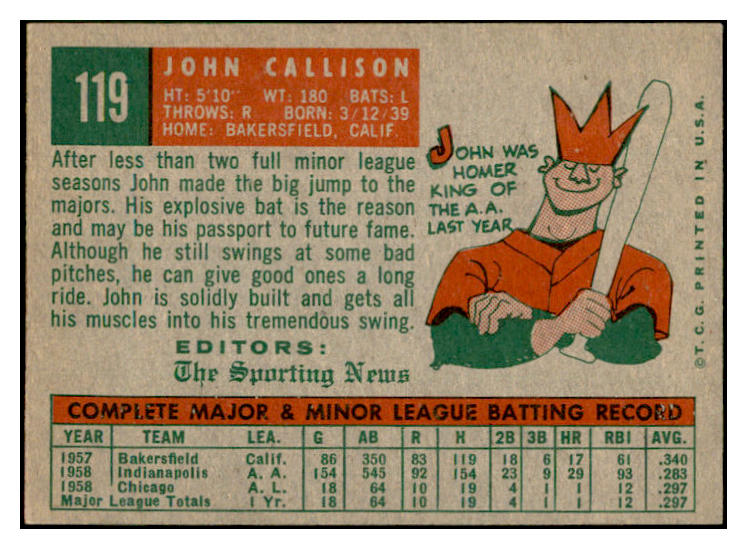 119
JOHN CALLISON
HT: 5'10" WT: 180 BATS: L
THROWS: R BORN: 3/12/39
HOME: BAKERSFIELD, CALIF.
After less than two full minor league
seasons John made the big jump to the
majors. His explosive bat is the reason
and may be his passport to future fame.
Although he still swings at some bad
pitches, he can give good ones a long
ride. John is solidly built and gets all
his muscles into his tremendous swing.
EDITORS:
The Sporting News
JOHN WAS
HOMER
KING OF
THE A.A.
LAST YEAR
© T.C.G. PRINTED IN U.S.A.
COMPLETE MAJOR & MINOR LEAGUE BATTING RECORD
YEAR TEAM LEA. G AB R H 2B 3B HR RBI AVG.
1957 Bakersfield Calif. 86 350 83 119 18 6 17 61 .340
1958 Indianapolis A. A. 154 545 92 154 23 9 29 93 .283
1958 Chicago A. L. 18 64 10 19 4 1 1 12 .297
Major League Totals 1 Yr. 18 64 10 19 4 1 1 12 .297